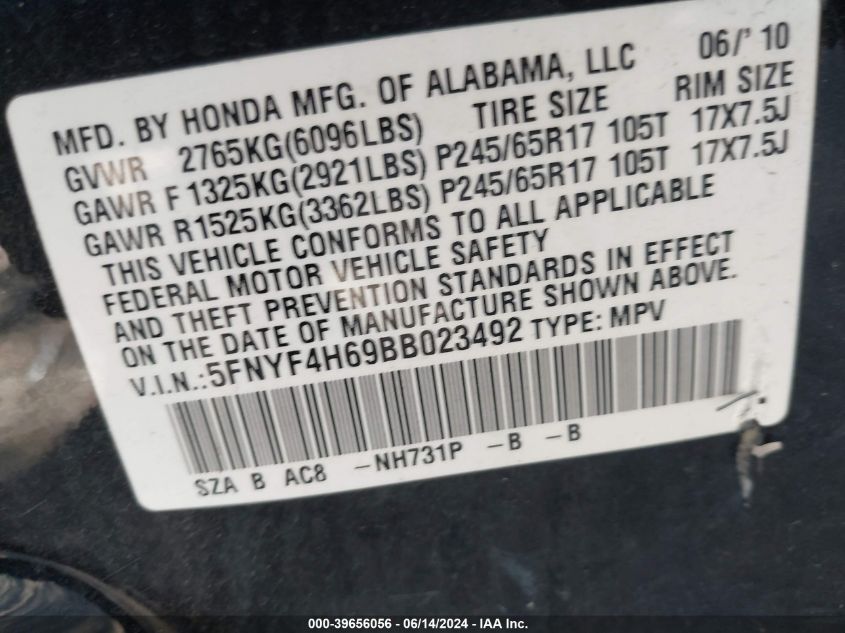 MFD. BY HONDA MFG. OF ALABAMA, LLC 06/'10
GVWR 2765KG(6096LBS) TIRE SIZE RIM SIZE
GAWR F 1325KG(2921LBS) P245/65R17 105T 17X7.5J
GAWR R1525KG(3362LBS) P245/65R17 105T 17X7.5J
THIS VEHICLE CONFORMS TO ALL APPLICABLE
FEDERAL MOTOR VEHICLE SAFETY
AND THEFT PREVENTION STANDARDS IN EFFECT
ON THE DATE OF MANUFACTURE SHOWN ABOVE.
V.I.N.:5FNYF4H69BB023492 TYPE: MPV
SZA B AC8 -NH731P -B -B
000-39656056 - 06/14/2024 - IAA Inc.